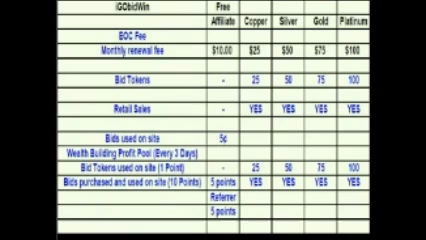 iGObidWin Free
Affiliate Copper Silver Gold Platinum
EOC Fee
Monthly renewal fee $10.00 $25 $50 $75 $100
Bid Tokens - 25 50 75 100
Retail Sales - YES YES YES YES
Bids used on site 5¢
Wealth Building Profit Pool (Every 3 Days)
Bid Tokens used on site (1 Point) - 25 50 75 100
Bids purchased and used on site (10 Points) 5 points YES YES YES YES
Referrer
5 points